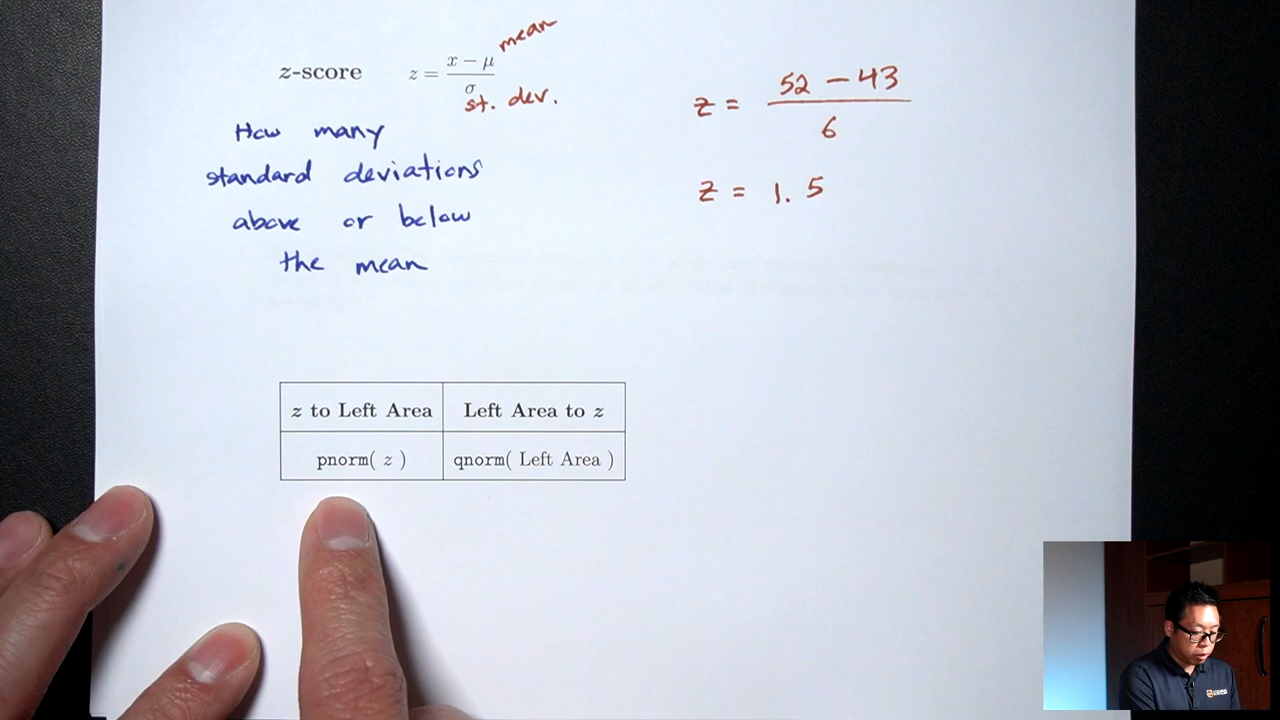 mean
z-score z = x − μ / σ
st. dev.
How many
standard deviations
above or below
the mean
z = 52 − 43 / 6
z = 1.5
z to Left Area Left Area to z
pnorm( z ) qnorm( Left Area )